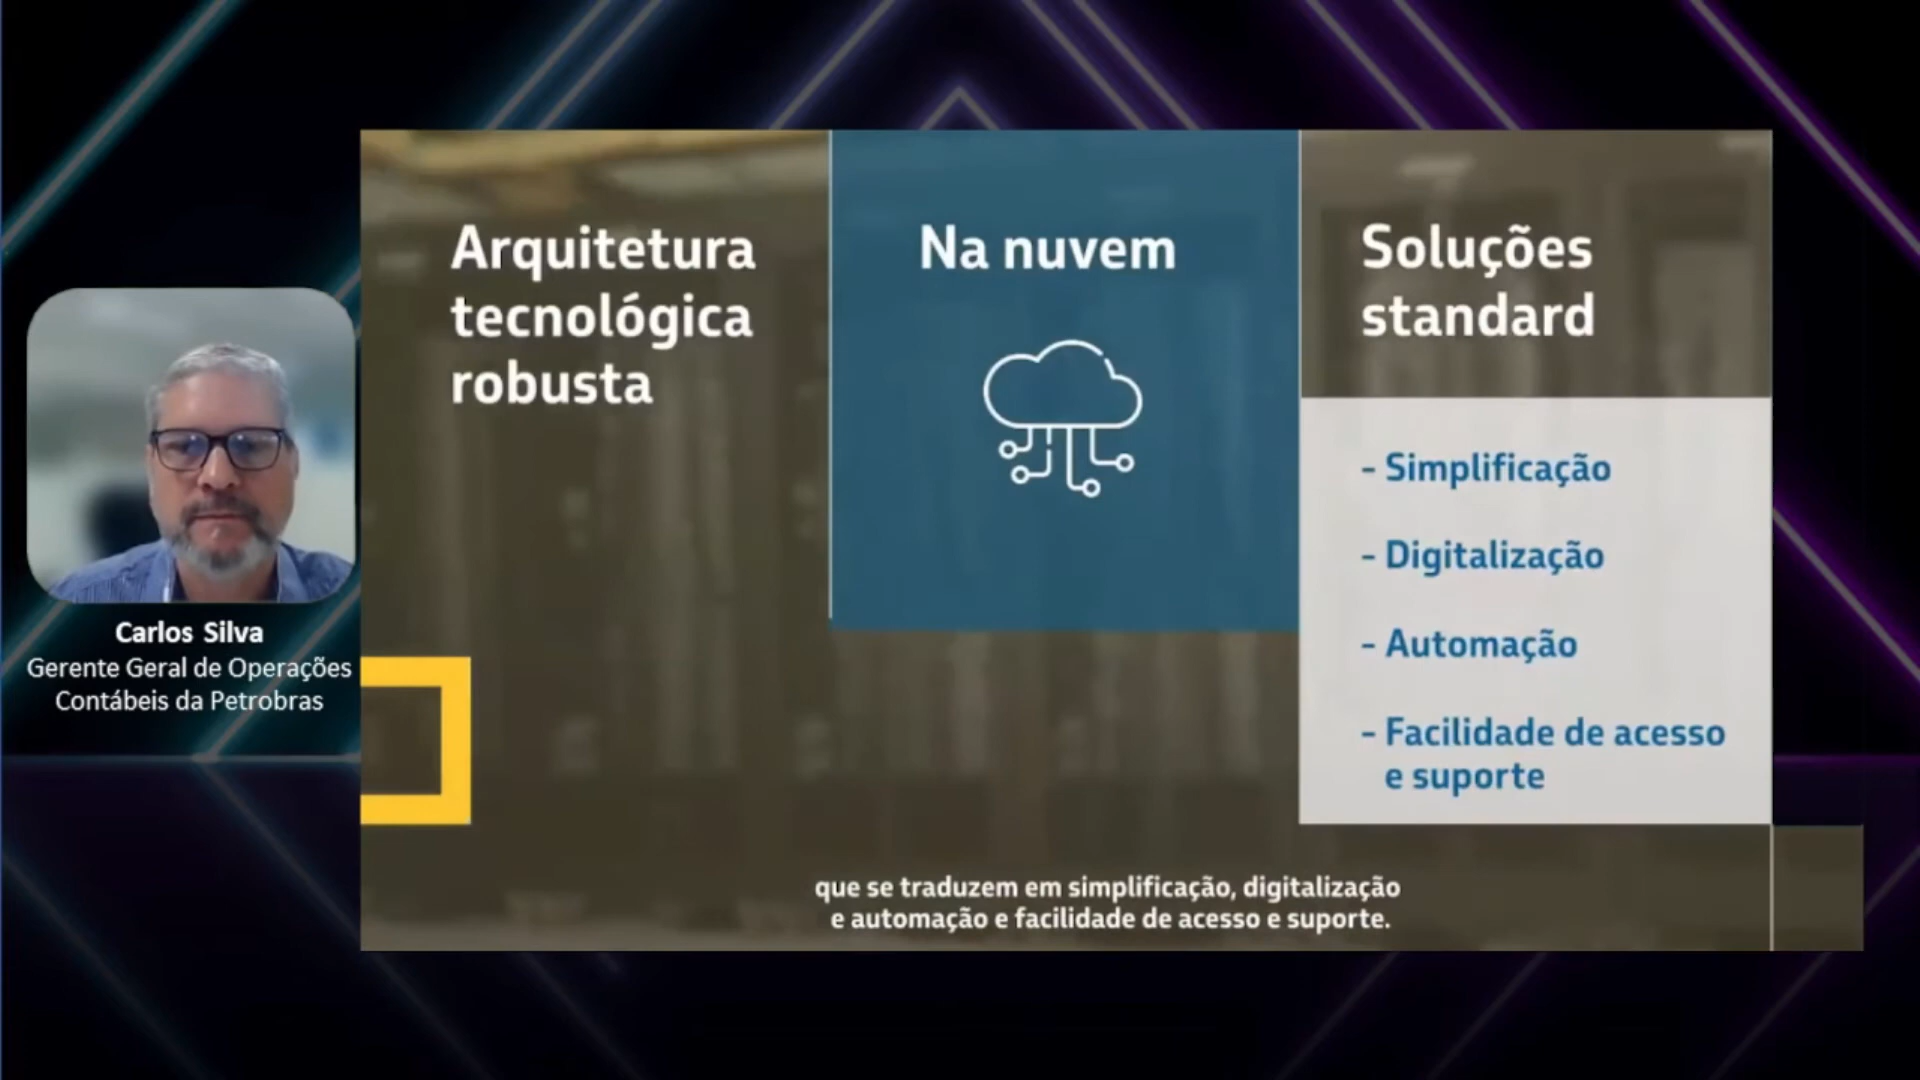 Arquitetura
tecnológica
robusta
Na nuvem
Soluções
standard
- Simplificação
- Digitalização
- Automação
- Facilidade de acesso
e suporte
Carlos Silva
Gerente Geral de Operações
Contábeis da Petrobras
que se traduzem em simplificação, digitalização
e automação e facilidade de acesso e suporte.